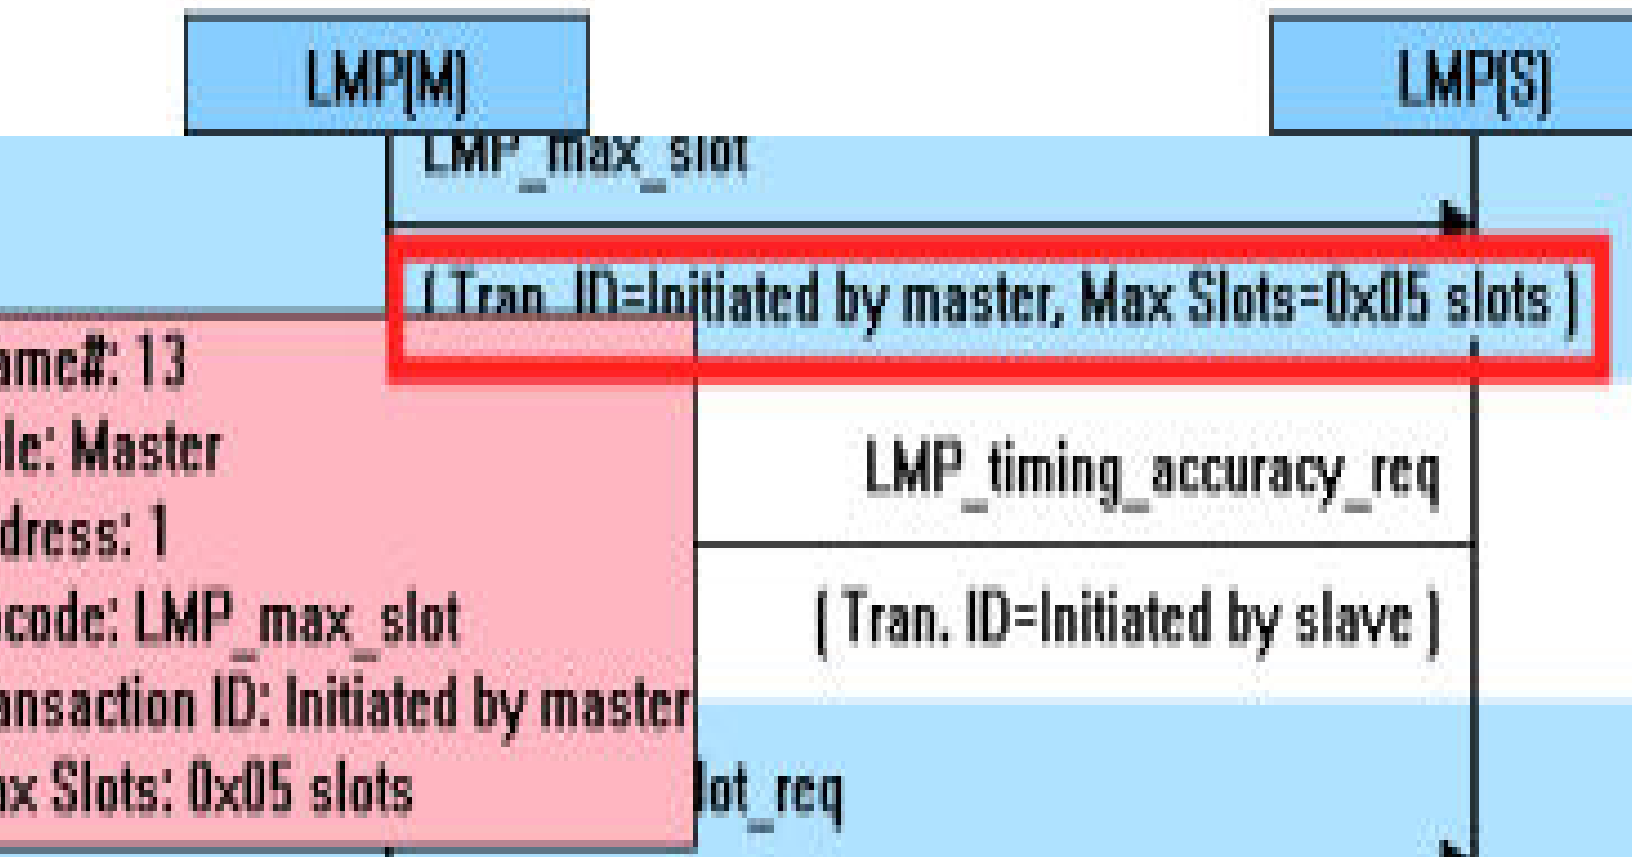 LMP(M)
LMP(S)
LMP_max_slot
( Tran. ID=Initiated by master, Max Slots=0x05 slots )
ame#: 13
le: Master
dress: 1
code: LMP_max_slot
ansaction ID: Initiated by master
ax Slots: 0x05 slots
LMP_timing_accuracy_req
( Tran. ID=Initiated by slave )
lot_req